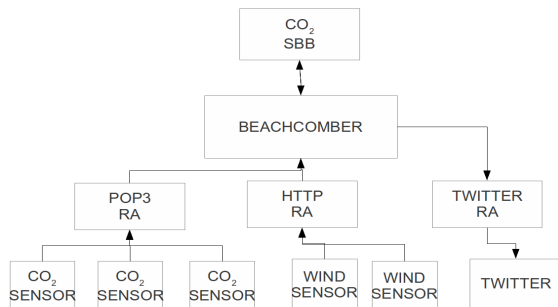 CO₂
SBB
BEACHCOMBER
POP3
RA
HTTP
RA
TWITTER
RA
CO₂
SENSOR
CO₂
SENSOR
CO₂
SENSOR
WIND
SENSOR
WIND
SENSOR
TWITTER